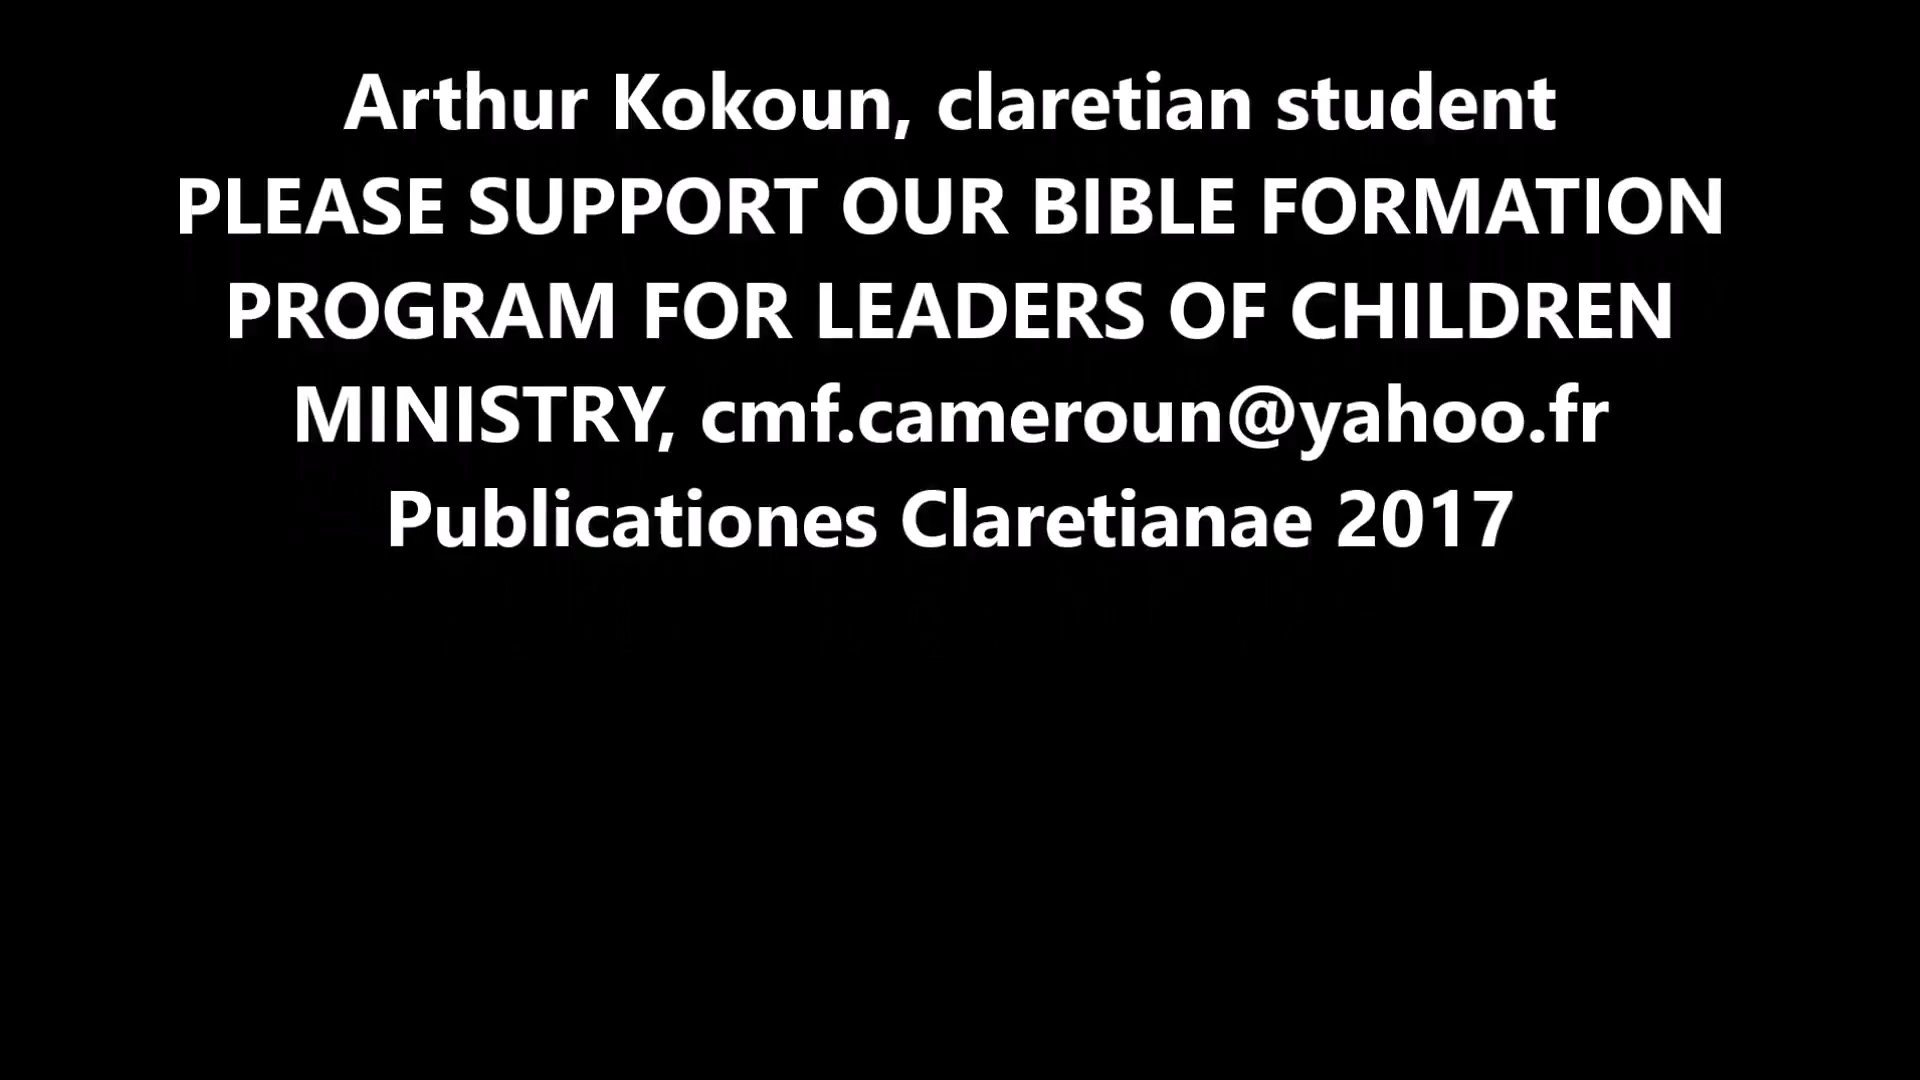 Arthur Kokoun, claretian student
PLEASE SUPPORT OUR BIBLE FORMATION
PROGRAM FOR LEADERS OF CHILDREN
MINISTRY, cmf.cameroun@yahoo.fr
Publicationes Claretianae 2017